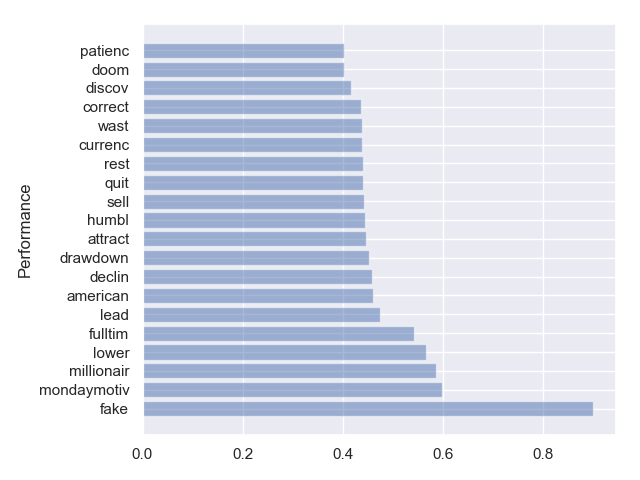 patienc
doom
discov
correct
wast
currenc
rest
quit
sell
humbl
attract
drawdown
declin
american
lead
fulltim
lower
millionair
mondaymotiv
fake
Performance
0.0 0.2 0.4 0.6 0.8